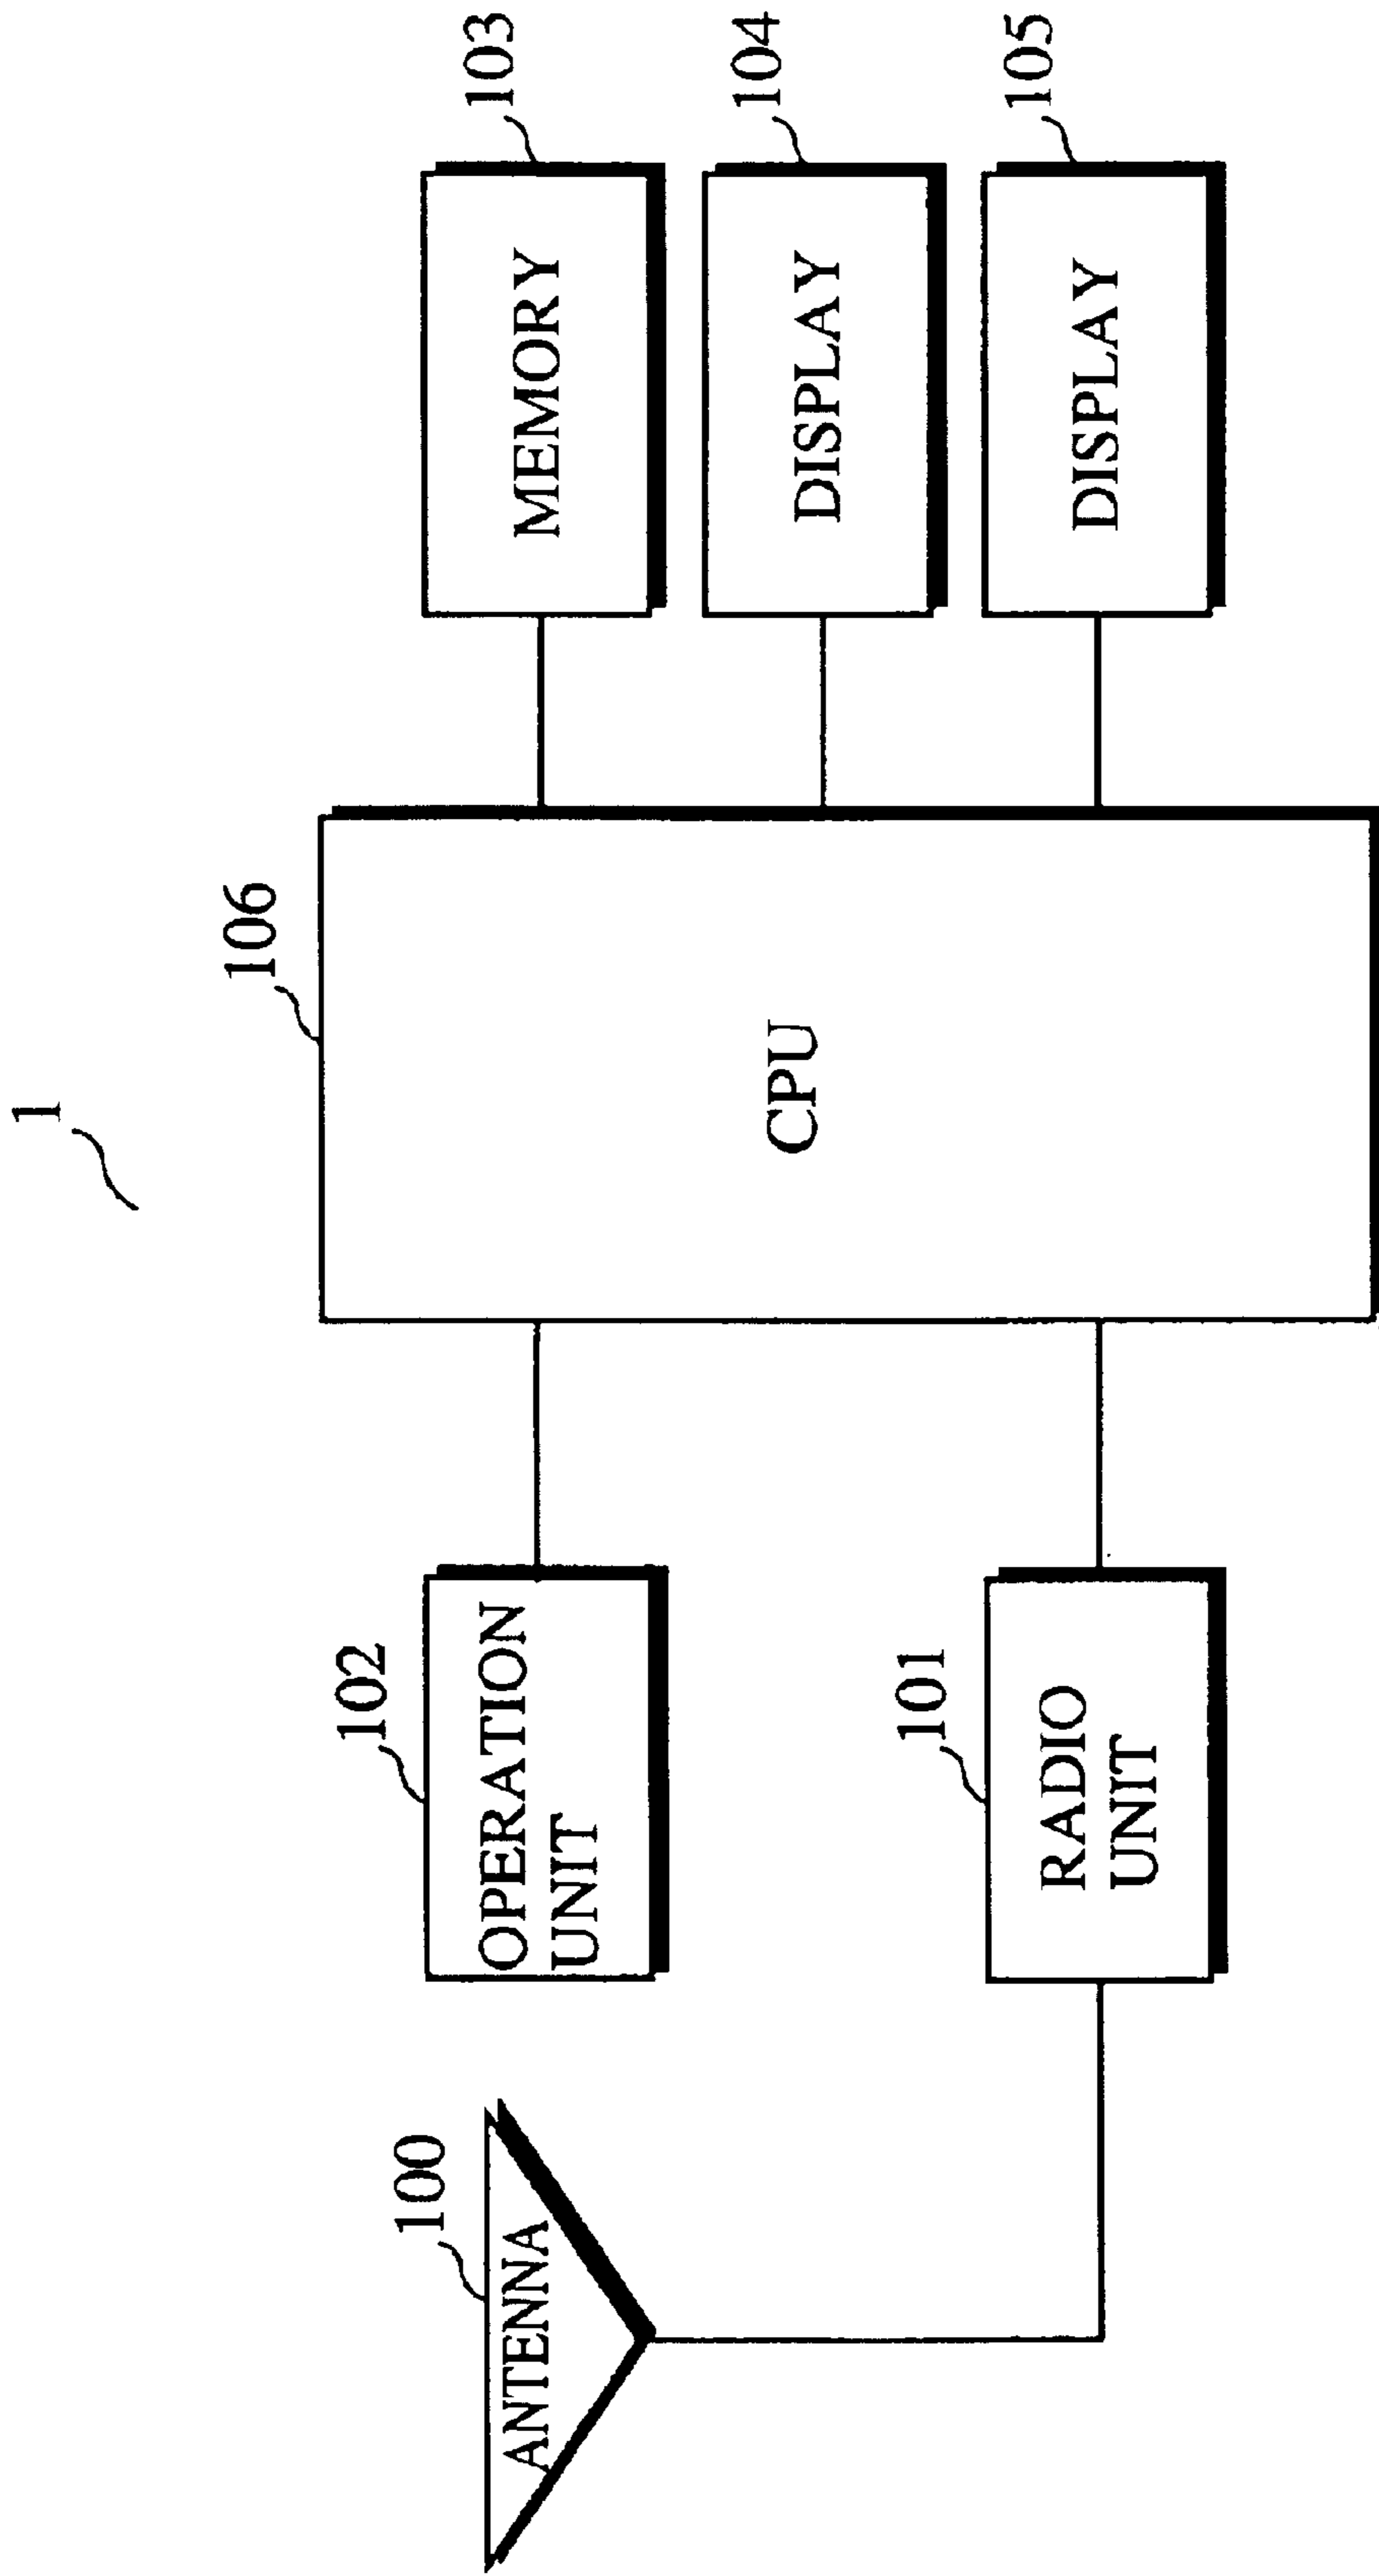 1
106
102
103
OPERATION
UNIT
MEMORY
100
ANTENNA
104
DISPLAY
CPU
101
RADIO
UNIT
105
DISPLAY